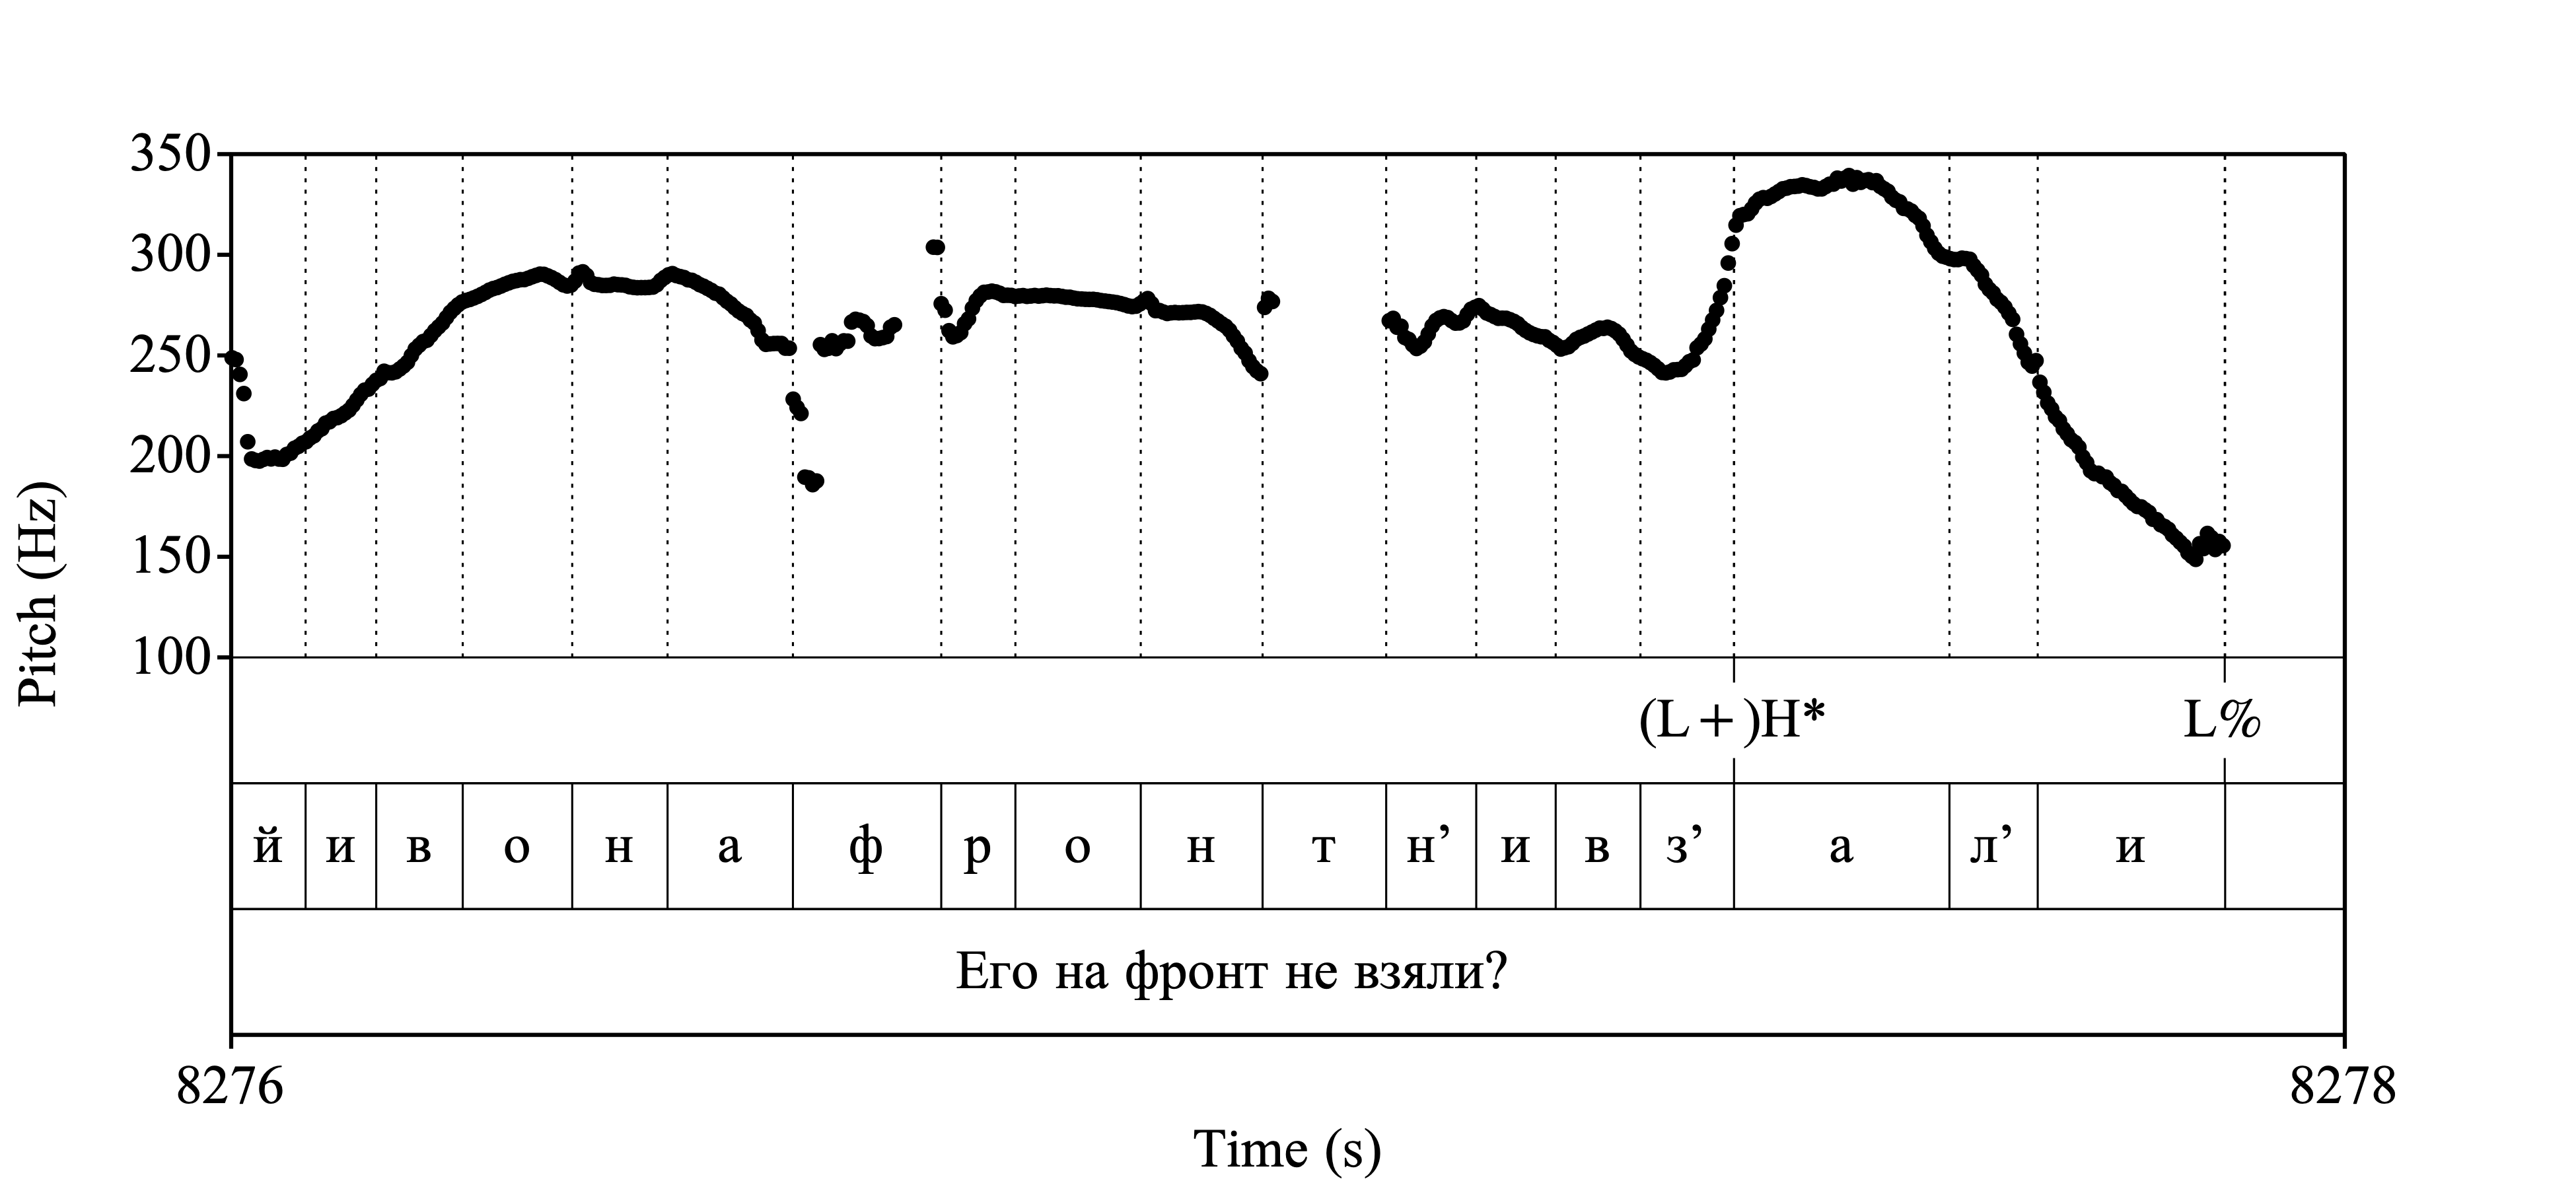 350
300
250
200
150
100
Pitch (Hz)
(L+)H* L%
й и в о н а ф р о н т н’ и в з’ а л’ и
Его на фронт не взяли?
8276 8278
Time (s)